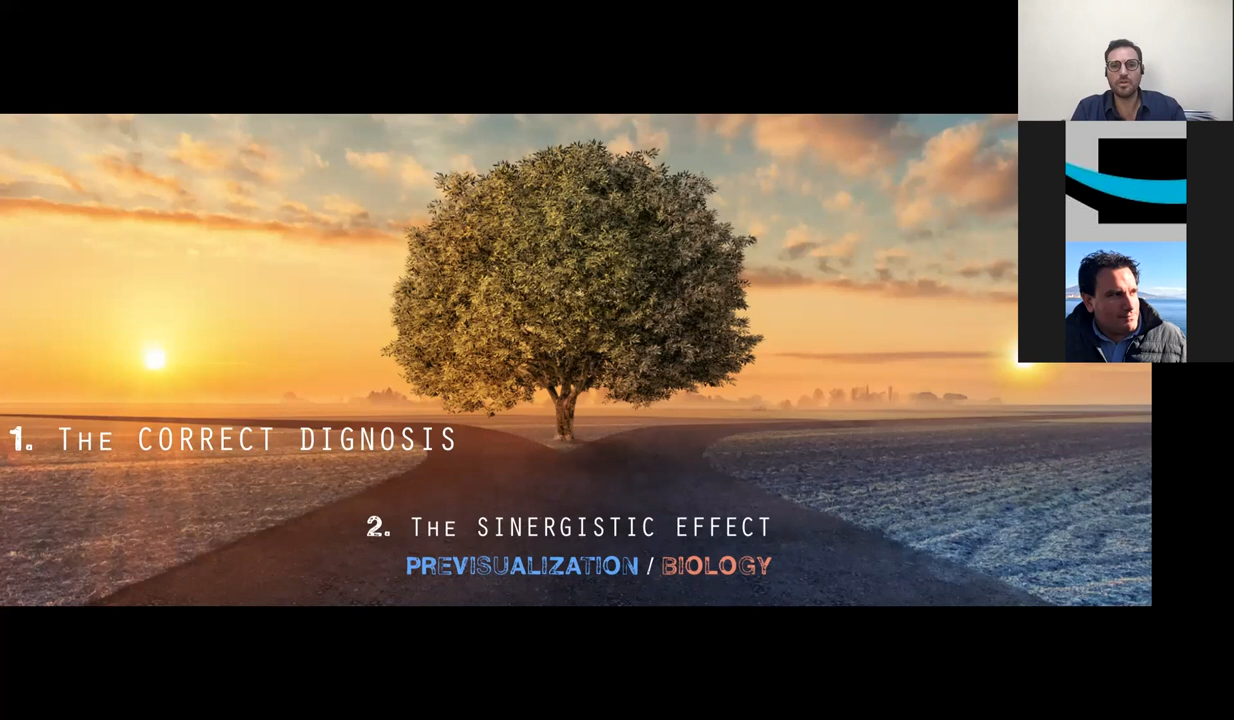 1. The CORRECT DIGNOSIS
2. The SINERGISTIC EFFECT
PREVISUALIZATION / BIOLOGY